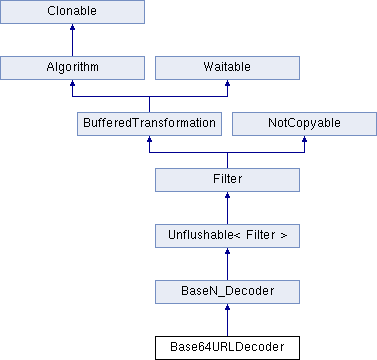 Clonable
Algorithm
Waitable
BufferedTransformation
NotCopyable
Filter
Unflushable< Filter >
BaseN_Decoder
Base64URLDecoder